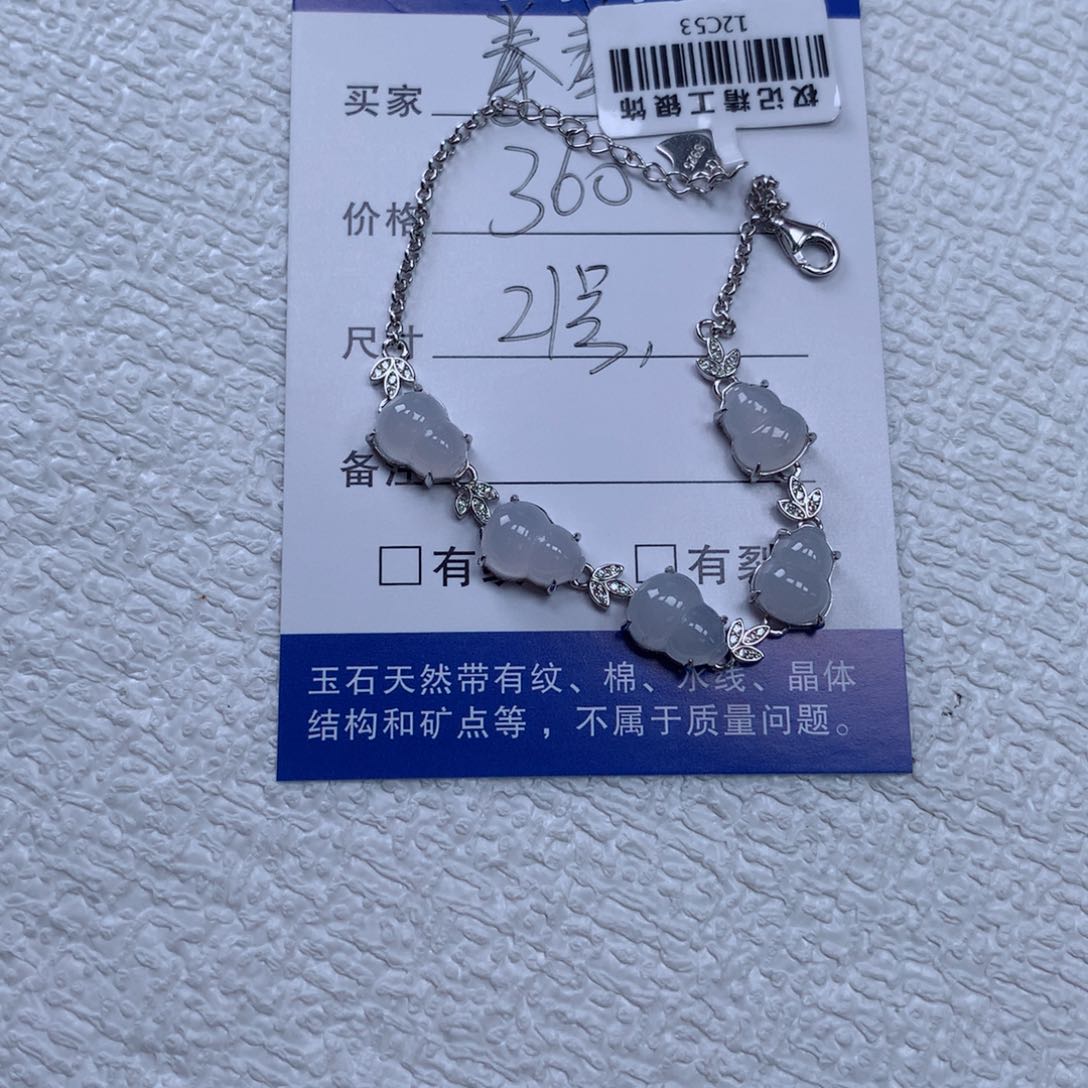 12C53
权记精工银饰
买家
S925
价格 360
尺寸 21号,
备注
□有 □有裂
玉石天然带有纹、棉、水线、晶体
结构和矿点等，不属于质量问题。